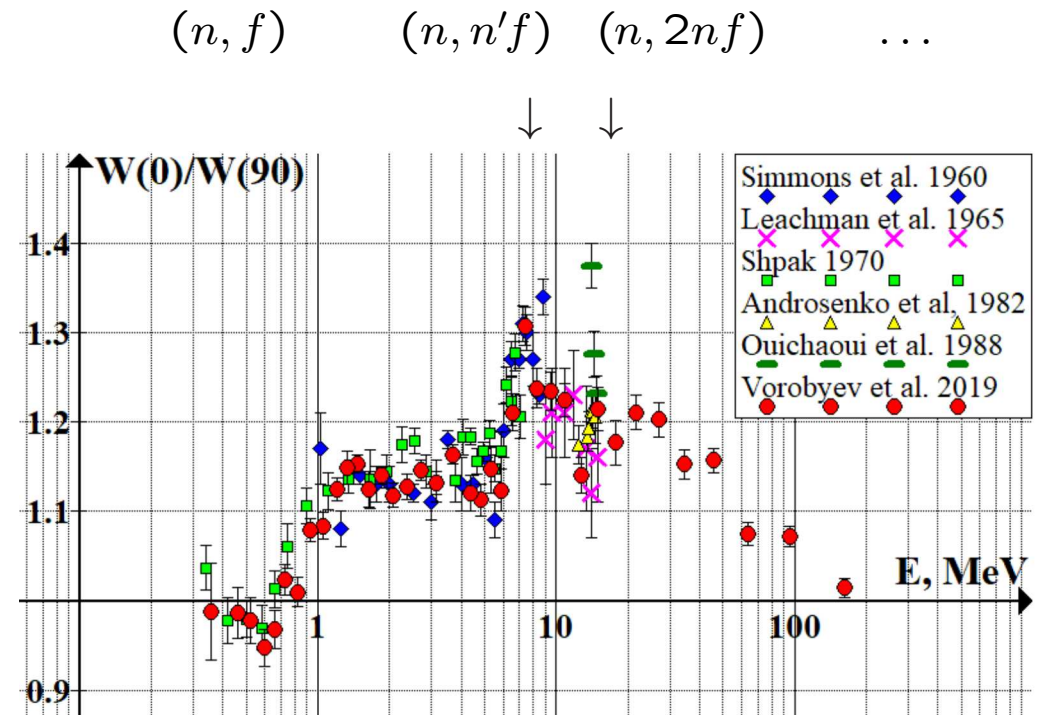 (n, f) (n, n′f) (n, 2nf) ...
↓ ↓
W(0)/W(90)
Simmons et al. 1960
Leachman et al. 1965
Shpak 1970
Androsenko et al, 1982
Ouichaoui et al. 1988
Vorobyev et al. 2019
1.4
1.3
1.2
1.1
E, MeV
1 10 100
0.9